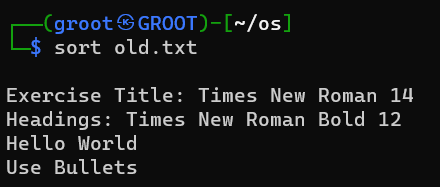 ┌──(groot㉿GROOT)-[~/os]
└─$ sort old.txt
Exercise Title: Times New Roman 14
Headings: Times New Roman Bold 12
Hello World
Use Bullets